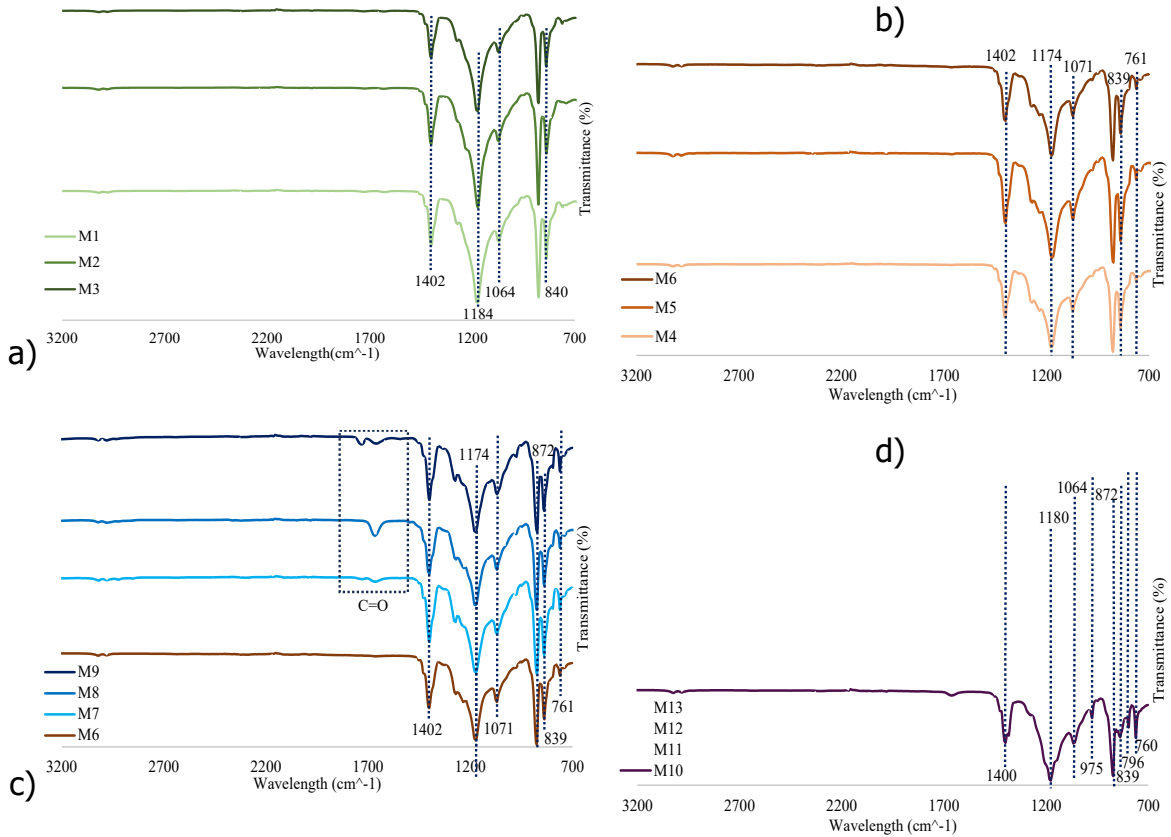 a)
M1
M2
M3
1402
1184
1064
840
Transmittance (%)
3200
2700
2200
1700
1200
700
Wavelength(cm^-1)
b)
1402
1174
1071
839
761
Transmittance (%)
M6
M5
M4
3200
2700
2200
1700
1200
700
Wavelength (cm^-1)
c)
1174
872
C=O
M9
M8
M7
M6
1402
1071
839
761
Transmittance (%)
3200
2700
2200
1700
1200
700
Wavelength (cm^-1)
d)
1064
1180
872
Transmittance (%)
M13
M12
M11
M10
1400
975
839
796
760
3200
2700
2200
1700
1200
700
Wavelength (cm^-1)